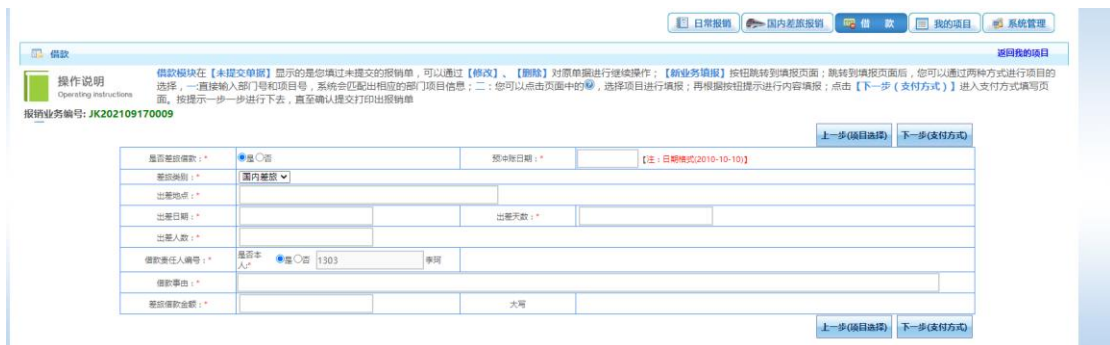 日常报销 国内差旅报销 借 款 我的项目 系统管理
借款 返回我的项目
操作说明
Operating instructions
借款模块在【未提交单据】显示的是您填过未提交的报销单，可以通过【修改】、【删除】对原单据进行继续操作；【新业务填报】按钮跳转到填报页面；跳转到填报页面后，您可以通过两种方式进行项目的
选择，一:直接输入部门号和项目号，系统会匹配出相应的部门项目信息；二：您可以点击页面中的，选择项目进行填报；再根据按钮提示进行内容填报；点击【下一步（支付方式）】进入支付方式填写页
面。按提示一步一步进行下去，直至确认提交打印出报销单
报销业务编号: JK202109170009
上一步(项目选择) 下一步(支付方式)
是否差旅借款：* 是 否 预冲账日期：* 【注：日期格式(2010-10-10)】
差旅类别：* 国内差旅
出差地点：*
出差日期：* 出差天数：*
出差人数：*
借款责任人编号：* 是否本人:* 是 否 1303 李阿
借款事由：*
差旅借款金额：* 大写
上一步(项目选择) 下一步(支付方式)